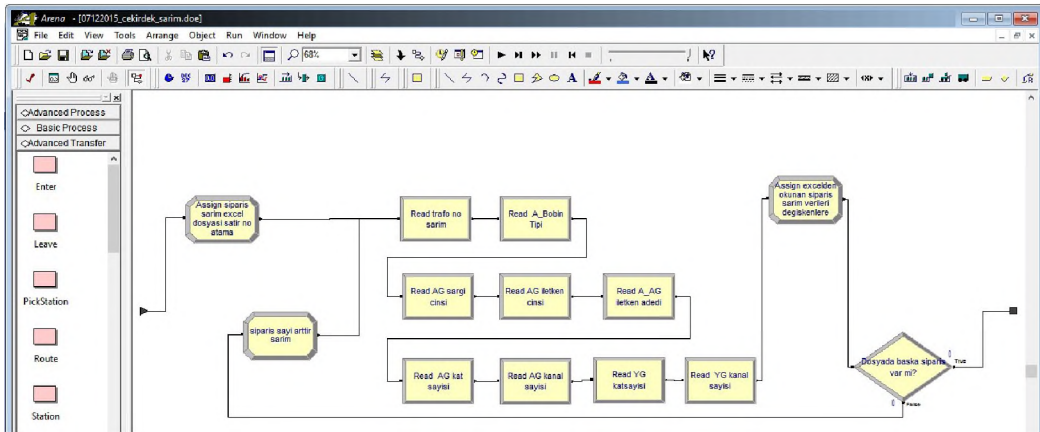 Arena - [07122015_cekirdek_sarim.doe]
File Edit View Tools Arrange Object Run Window Help
68%
Advanced Process
Basic Process
Advanced Transfer
Enter
Leave
PickStation
Route
Station
Assign siparis
sarim excel
dosyasi satir no
atama
Read trafo no
sarim
Read A_Bobin
Tipi
Assign excelden
okunan siparis
sarim verileri
degiskenlere
Read AG sargi
cinsi
Read AG iletken
cinsi
Read A_AG
iletken adedi
siparis sayi arttir
sarim
Read AG kat
sayisi
Read AG kanal
sayisi
Read YG
katsayisi
Read YG kanal
sayisi
Dosyada baska siparis
var mi?
0
True
0
False